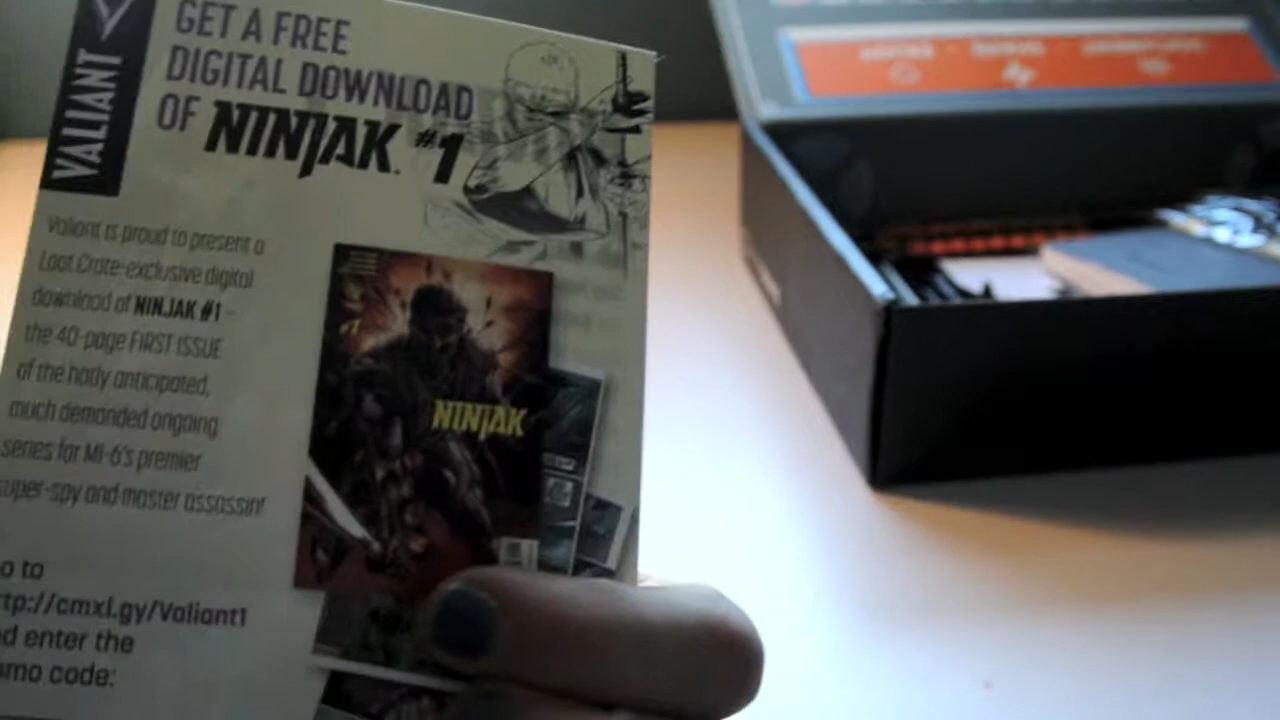 VALIANT
GET A FREE
DIGITAL DOWNLOAD
OF NINJAK #1
Valiant is proud to present a
Loot Crate-exclusive digital
download of NINJAK #1 –
the 40-page FIRST ISSUE
of the hotly anticipated,
much demanded ongoing
series for MI-6's premier
super-spy and master assassin!
NINJAK
o to
tp://cmxl.gy/Valiant1
d enter the
omo code: